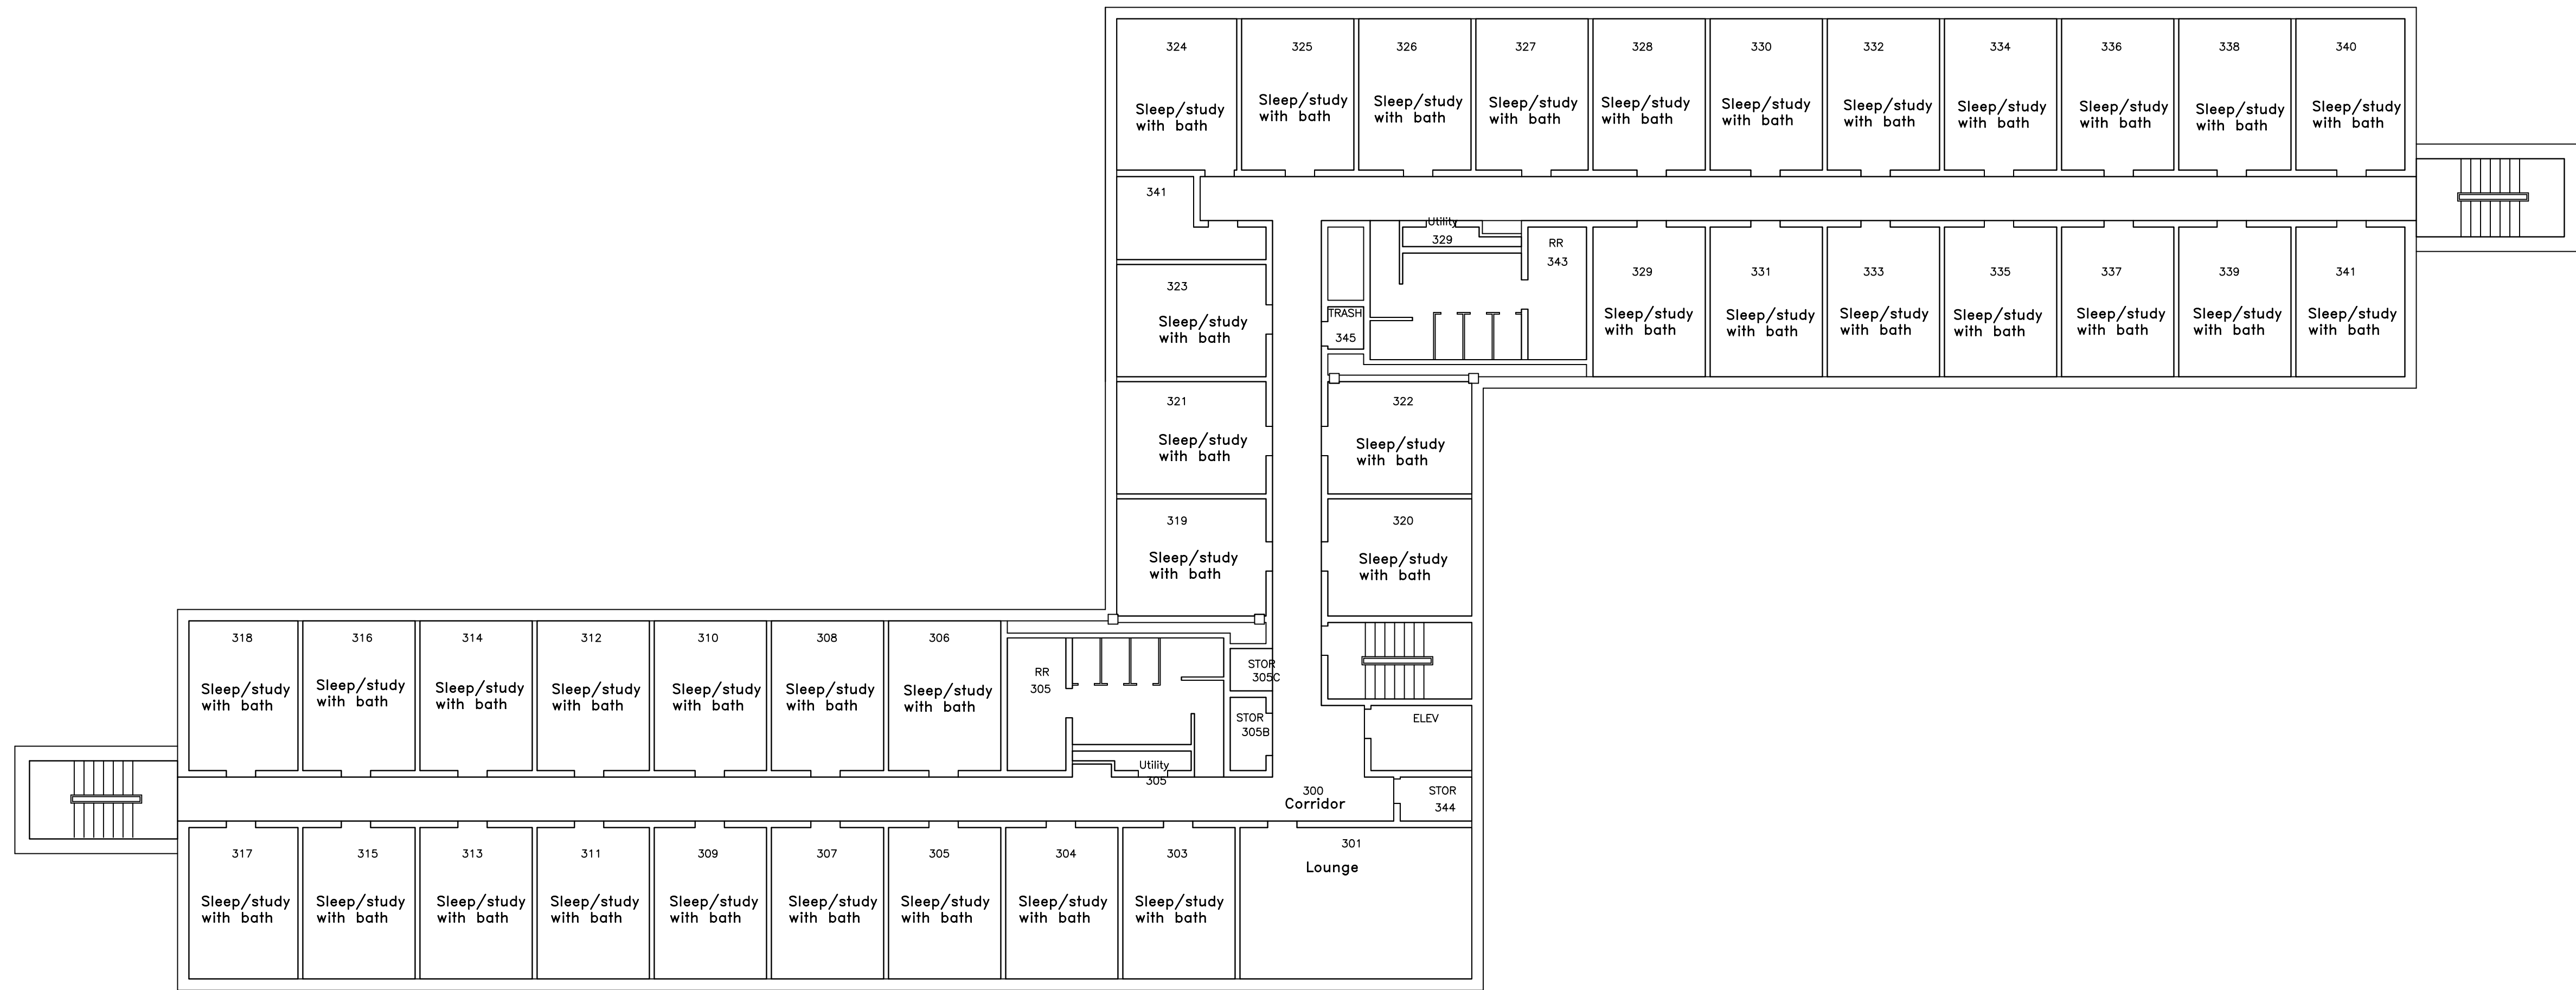 324
325
326
327
328
330
332
334
336
338
340
Sleep/study
with bath
Sleep/study
with bath
Sleep/study
with bath
Sleep/study
with bath
Sleep/study
with bath
Sleep/study
with bath
Sleep/study
with bath
Sleep/study
with bath
Sleep/study
with bath
Sleep/study
with bath
Sleep/study
with bath
341
Utility
329
RR
343
329
331
333
335
337
339
341
Sleep/study
with bath
Sleep/study
with bath
Sleep/study
with bath
Sleep/study
with bath
Sleep/study
with bath
Sleep/study
with bath
Sleep/study
with bath
323
Sleep/study
with bath
TRASH
345
321
Sleep/study
with bath
322
Sleep/study
with bath
319
Sleep/study
with bath
320
Sleep/study
with bath
318
316
314
312
310
308
306
Sleep/study
with bath
Sleep/study
with bath
Sleep/study
with bath
Sleep/study
with bath
Sleep/study
with bath
Sleep/study
with bath
Sleep/study
with bath
RR
305
STOR
305C
STOR
305B
ELEV
Utility
305
300
Corridor
STOR
344
317
315
313
311
309
307
305
304
303
Sleep/study
with bath
Sleep/study
with bath
Sleep/study
with bath
Sleep/study
with bath
Sleep/study
with bath
Sleep/study
with bath
Sleep/study
with bath
Sleep/study
with bath
Sleep/study
with bath
301
Lounge